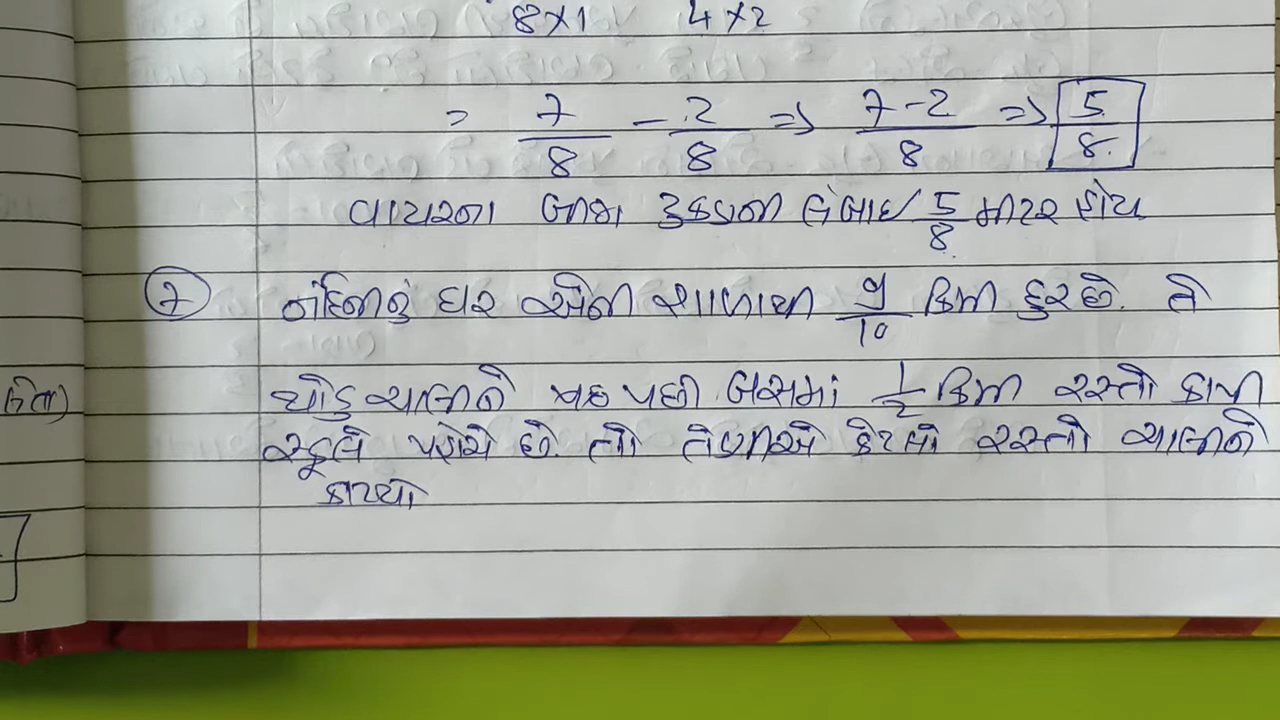 8×1 4×2
= 7/8 - 2/8 => 7-2/8 => 5/8
વાયરના બીજા ટુકડાની લંબાઈ 5/8 મીટર હોય
7 નંદિનીનું ઘર એની શાળાથી 9/10 કિમી દુર છે. તે
થોડુ ચાલીને અને પછી બસમાં 1/2 કિમી રસ્તો કાપી
સ્કૂલે પહોચે છે. તો તેણીએ કેટલો રસ્તો ચાલીને
કાપ્યો